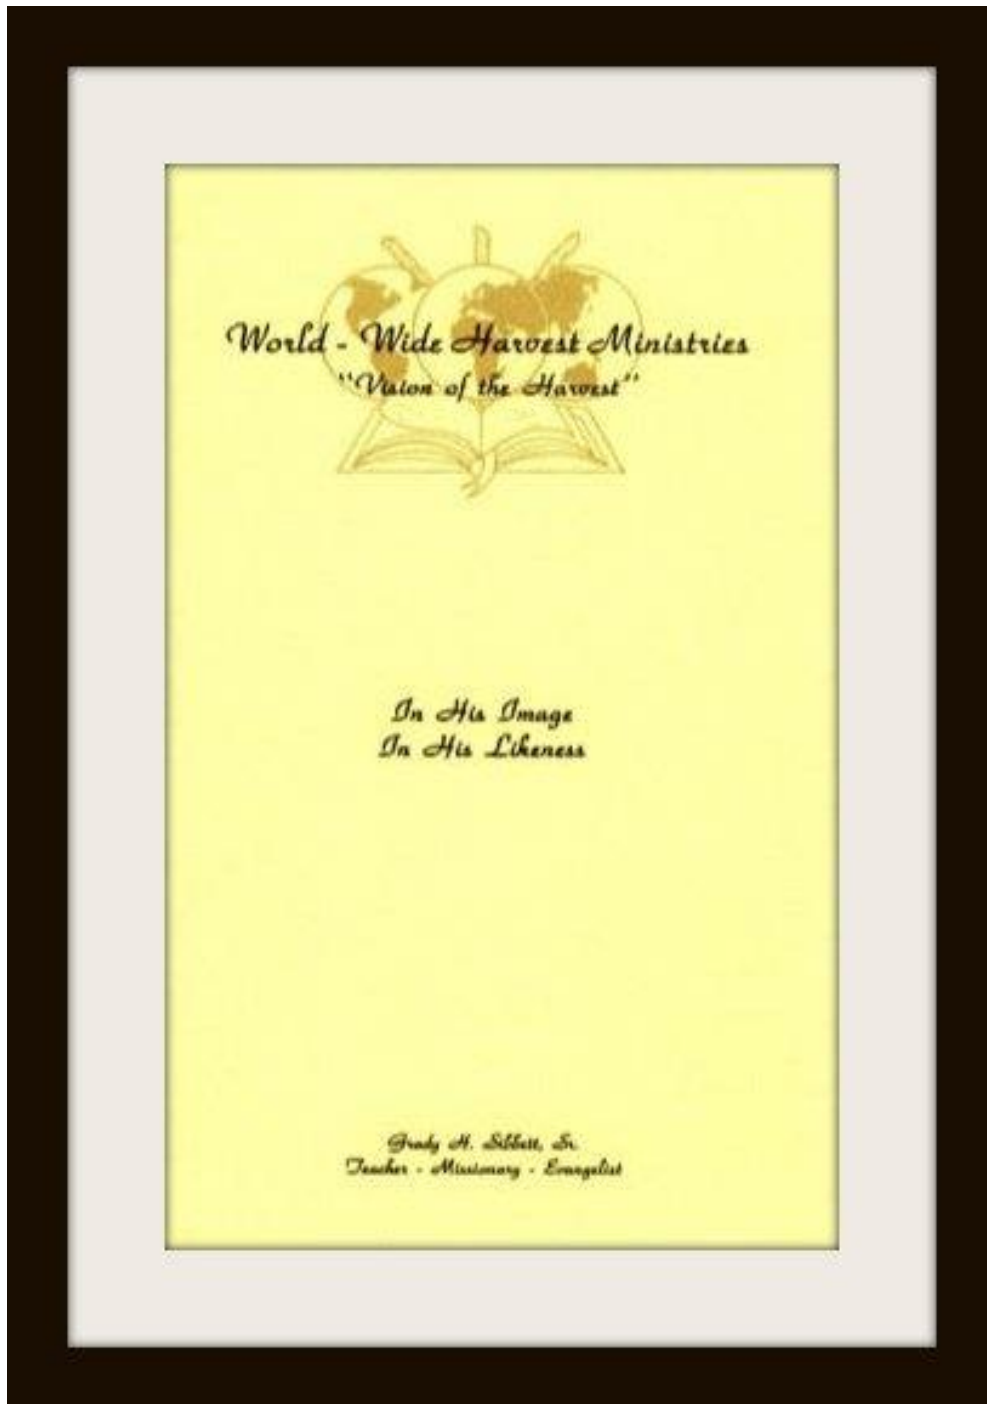 World - Wide Harvest Ministries
"Vision of the Harvest"
In His Image
In His Likeness
Grady H. Sibbett, Sr.
Teacher - Missionary - Evangelist